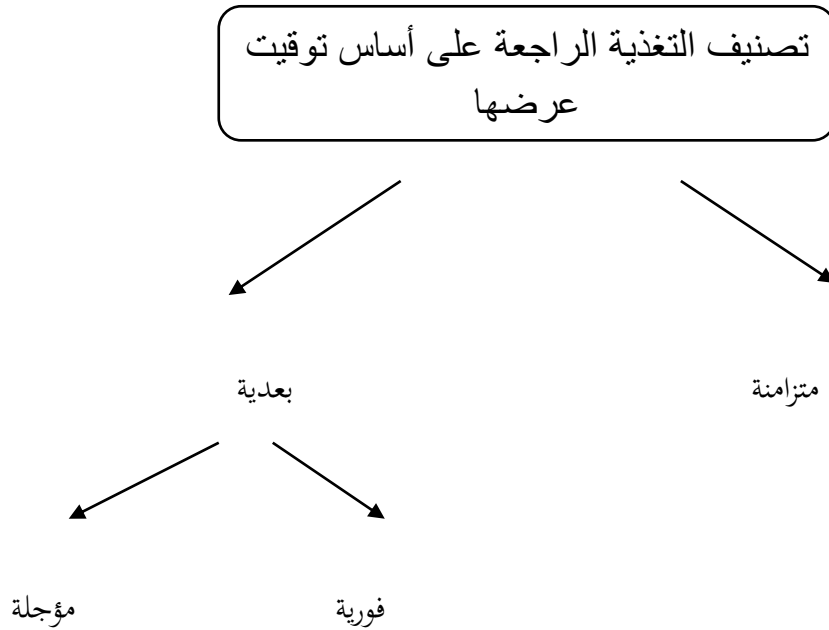 تصنيف التغذية الراجعة على أساس توقيت
عرضها
متزامنة
بعدية
فورية
مؤجلة